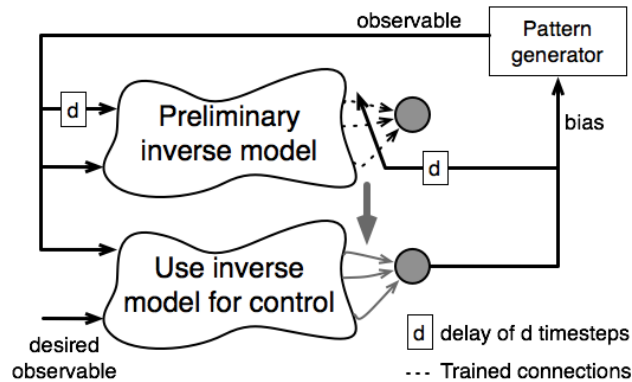 observable
Pattern
generator
d
Preliminary
inverse model
bias
d
Use inverse
model for control
desired
observable
d delay of d timesteps
Trained connections